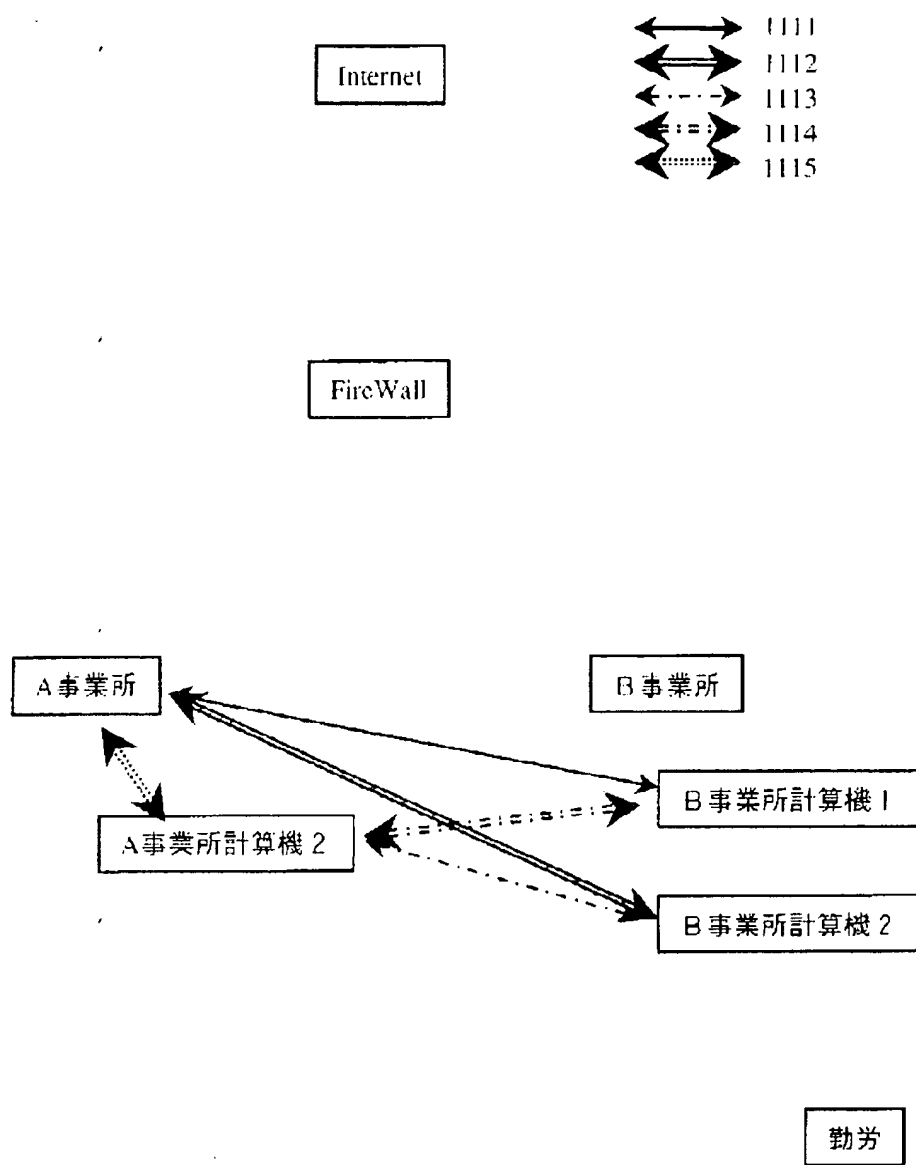 Internet
1111
1112
1113
1114
1115
FireWall
A事業所
B事業所
B事業所計算機1
A事業所計算機2
B事業所計算機2
勤労